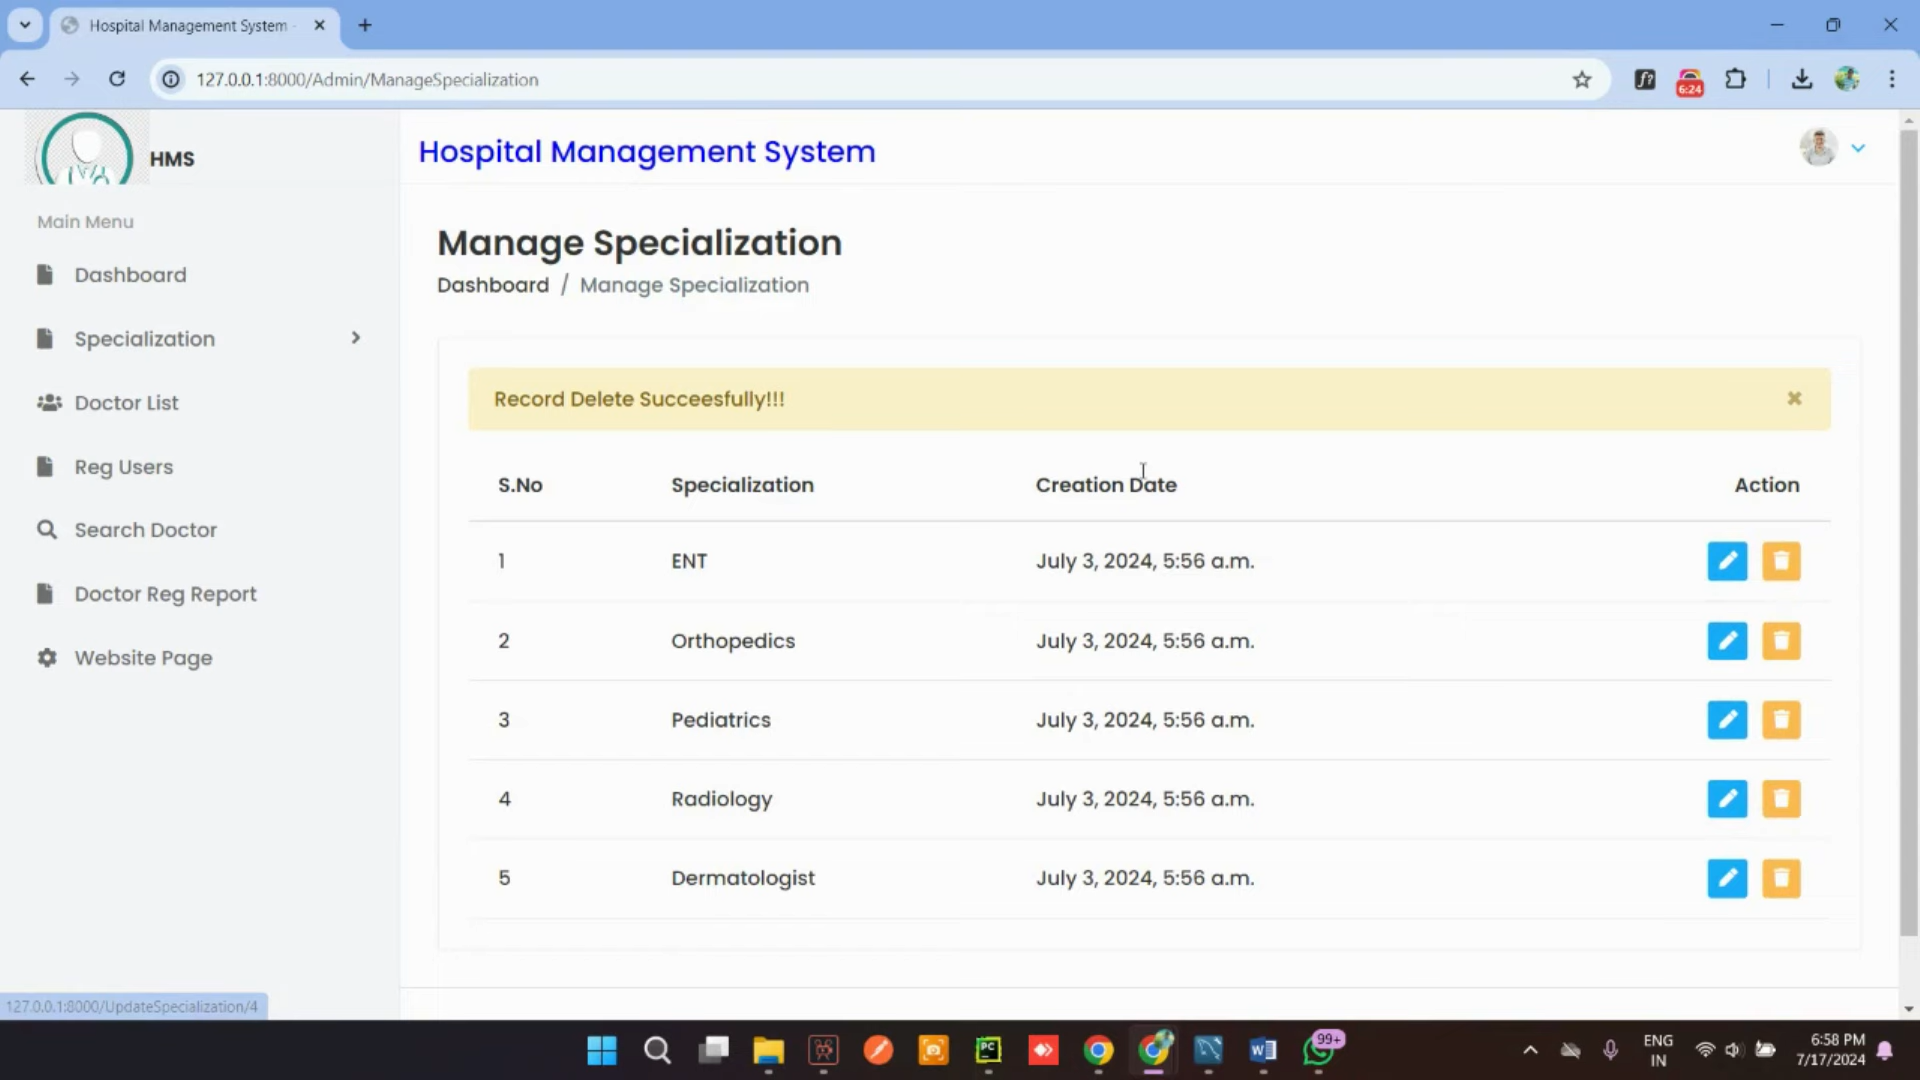 Hospital Management System -
127.0.0.1:8000/Admin/ManageSpecialization
f?
6:24
HMS
Hospital Management System
Main Menu
Manage Specialization
Dashboard / Manage Specialization
Dashboard
Specialization
Doctor List
Reg Users
Search Doctor
Doctor Reg Report
Website Page
Record Delete Succeesfully!!!
S.No Specialization Creation Date Action
1 ENT July 3, 2024, 5:56 a.m.
2 Orthopedics July 3, 2024, 5:56 a.m.
3 Pediatrics July 3, 2024, 5:56 a.m.
4 Radiology July 3, 2024, 5:56 a.m.
5 Dermatologist July 3, 2024, 5:56 a.m.
127.0.0.1:8000/UpdateSpecialization/4
PC
W
99+
ENG
IN
6:58 PM
7/17/2024